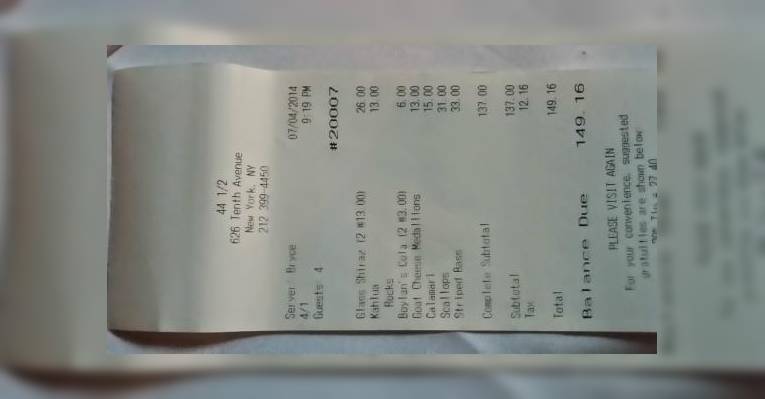 44 1/2
626 Tenth Avenue
New York, NY
212 399-4450
Server: Bryce 07/04/2014
4/1 9:19 PM
Guests: 4
#20007
Glass Shiraz (2 @13.00) 26.00
Kahlua 13.00
Rocks
Boylan's Cola (2 @3.00) 6.00
Goat Cheese Medallions 13.00
Calamari 15.00
Scallops 31.00
Striped Bass 33.00
Complete Subtotal 137.00
Subtotal 137.00
Tax 12.16
Total 149.16
Balance Due 149.16
PLEASE VISIT AGAIN
For your convenience, suggested
gratuities are shown below
Tip = 27.40